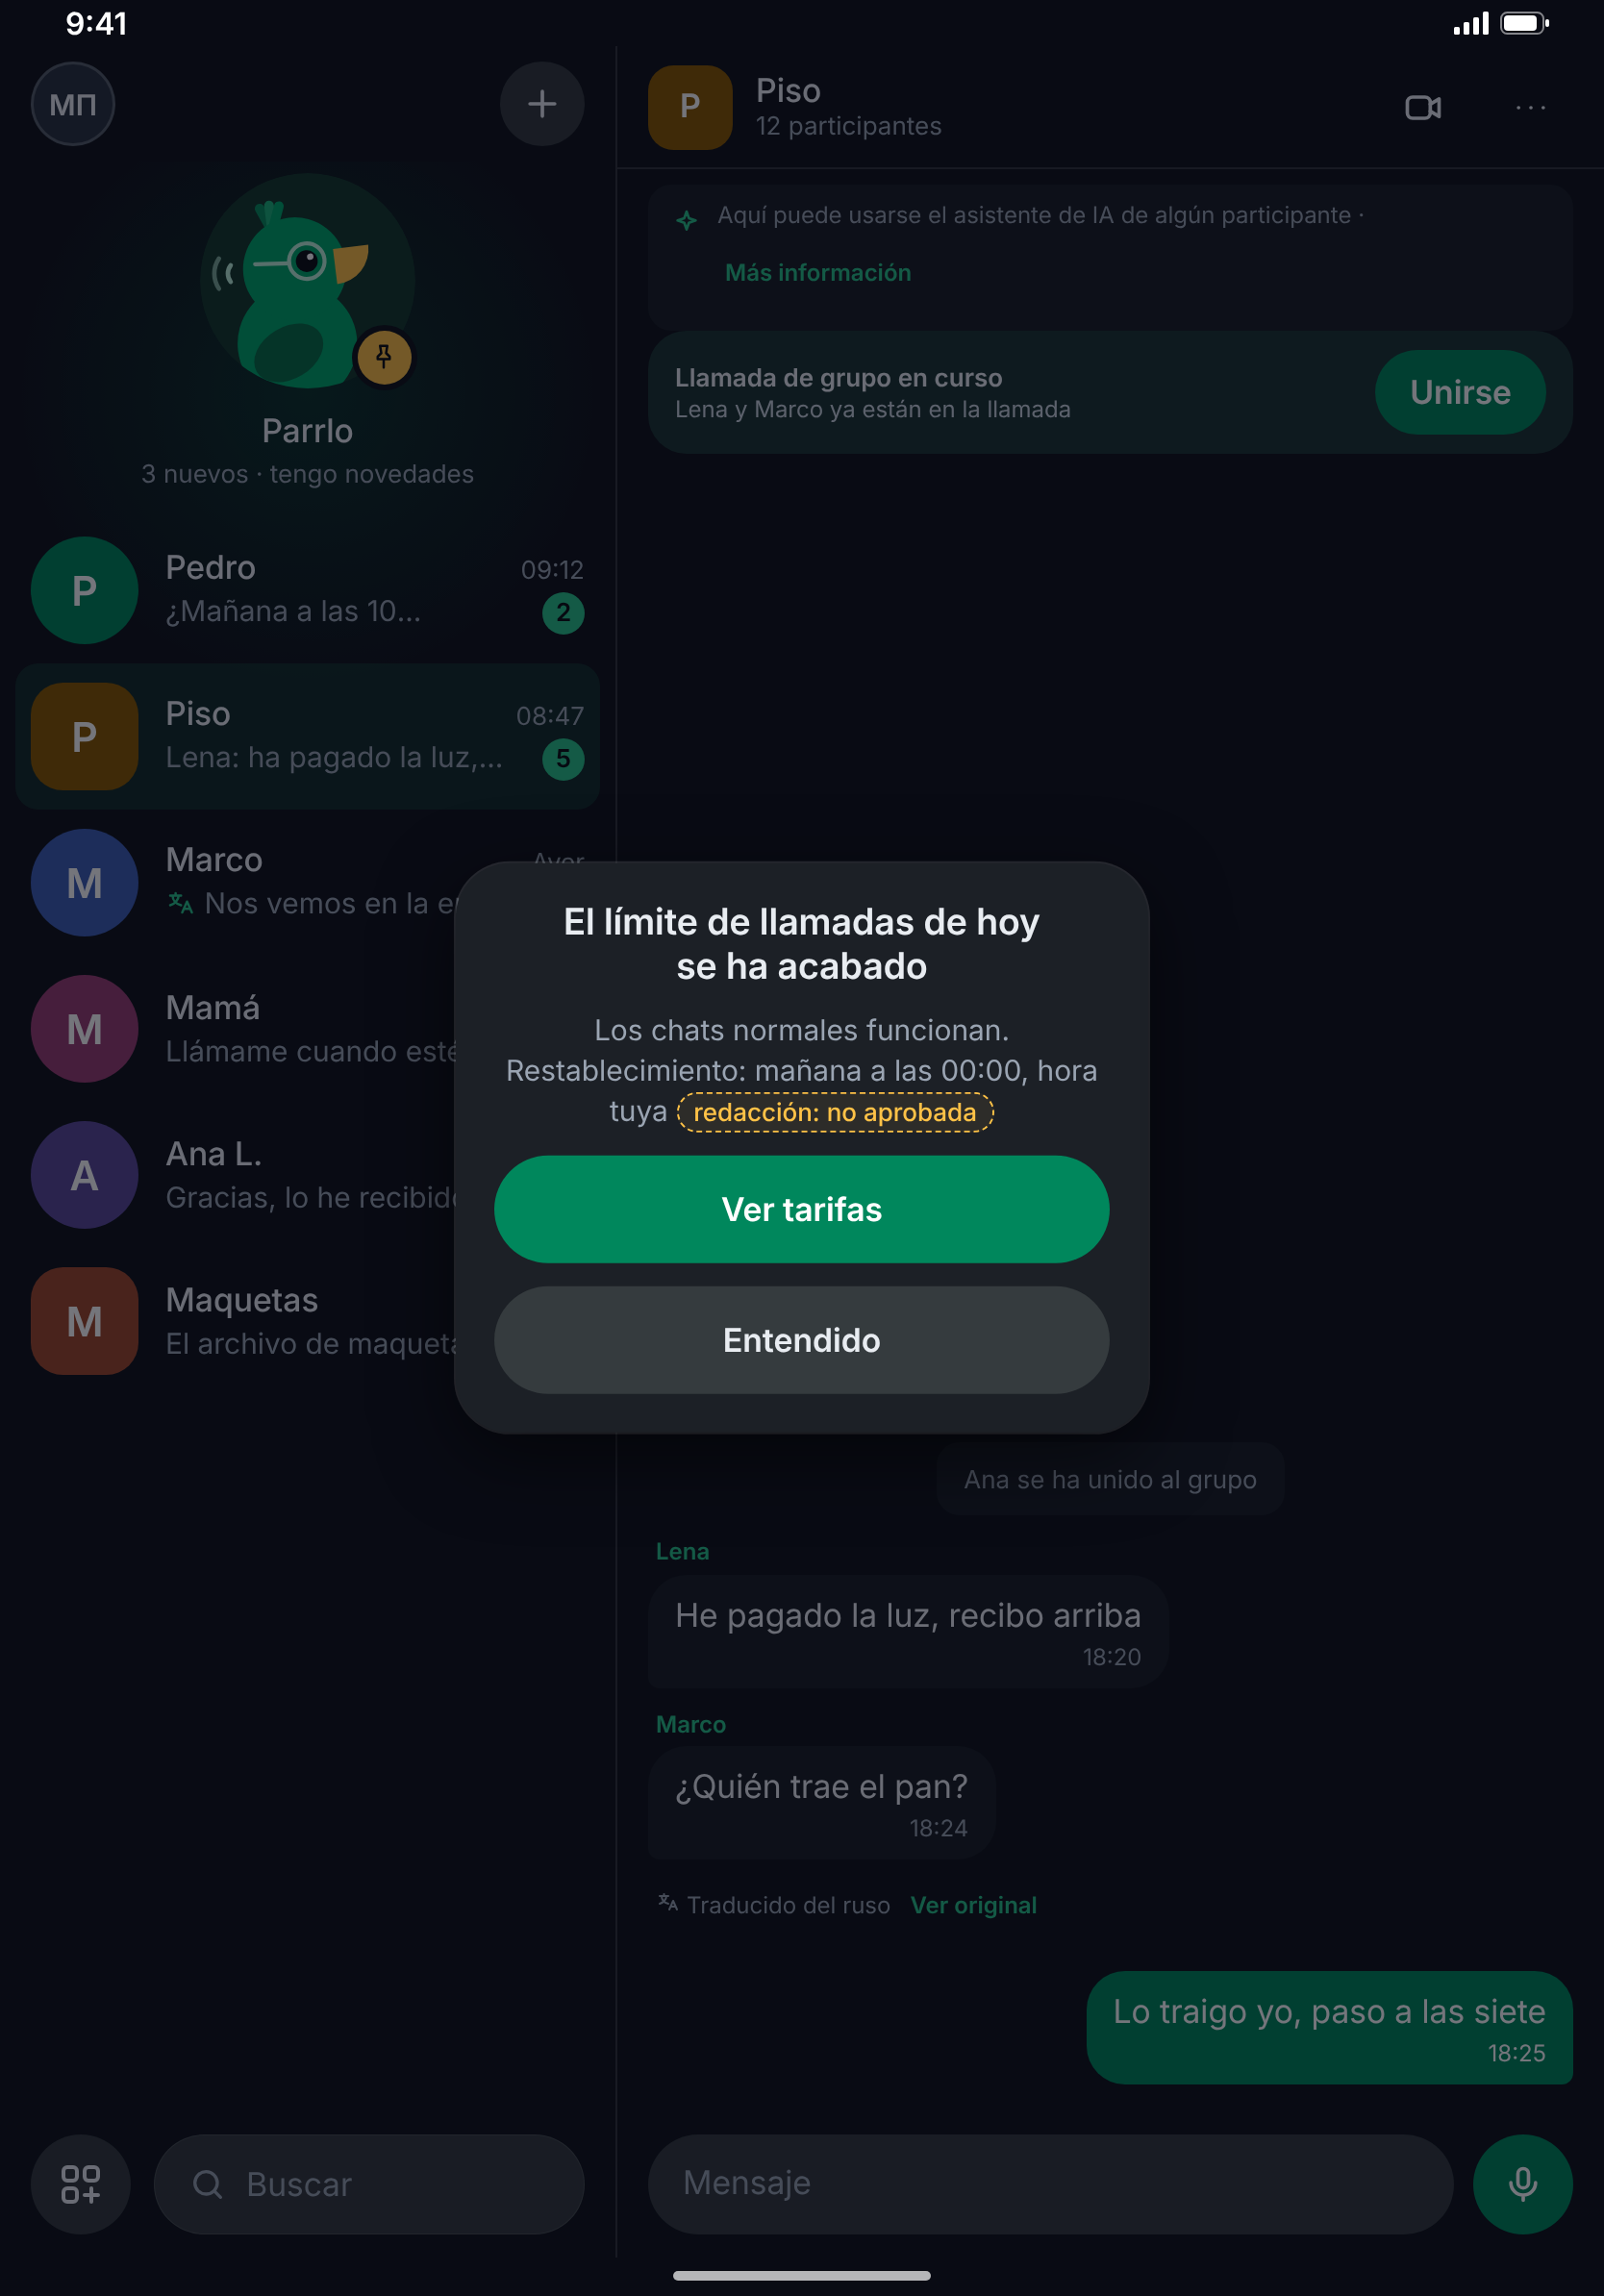 9:41
МП
Parrlo
3 nuevos · tengo novedades
Pedro
09:12
¿Mañana a las 10...
2
P
Piso
08:47
Lena: ha pagado la luz,...
5
P
Marco
Ayer
Nos vemos en la e
M
Mamá
Llámame cuando esté
M
Ana L.
Gracias, lo he recibid
A
Maquetas
El archivo de maquet
M
Buscar
P
Piso
12 participantes
Aquí puede usarse el asistente de IA de algún participante ·
Más información
Llamada de grupo en curso
Lena y Marco ya están en la llamada
Unirse
El límite de llamadas de hoy
se ha acabado
Los chats normales funcionan.
Restablecimiento: mañana a las 00:00, hora
tuya redacción: no aprobada
Ver tarifas
Entendido
Ana se ha unido al grupo
Lena
He pagado la luz, recibo arriba
18:20
Marco
¿Quién trae el pan?
18:24
Traducido del ruso Ver original
Lo traigo yo, paso a las siete
18:25
Mensaje